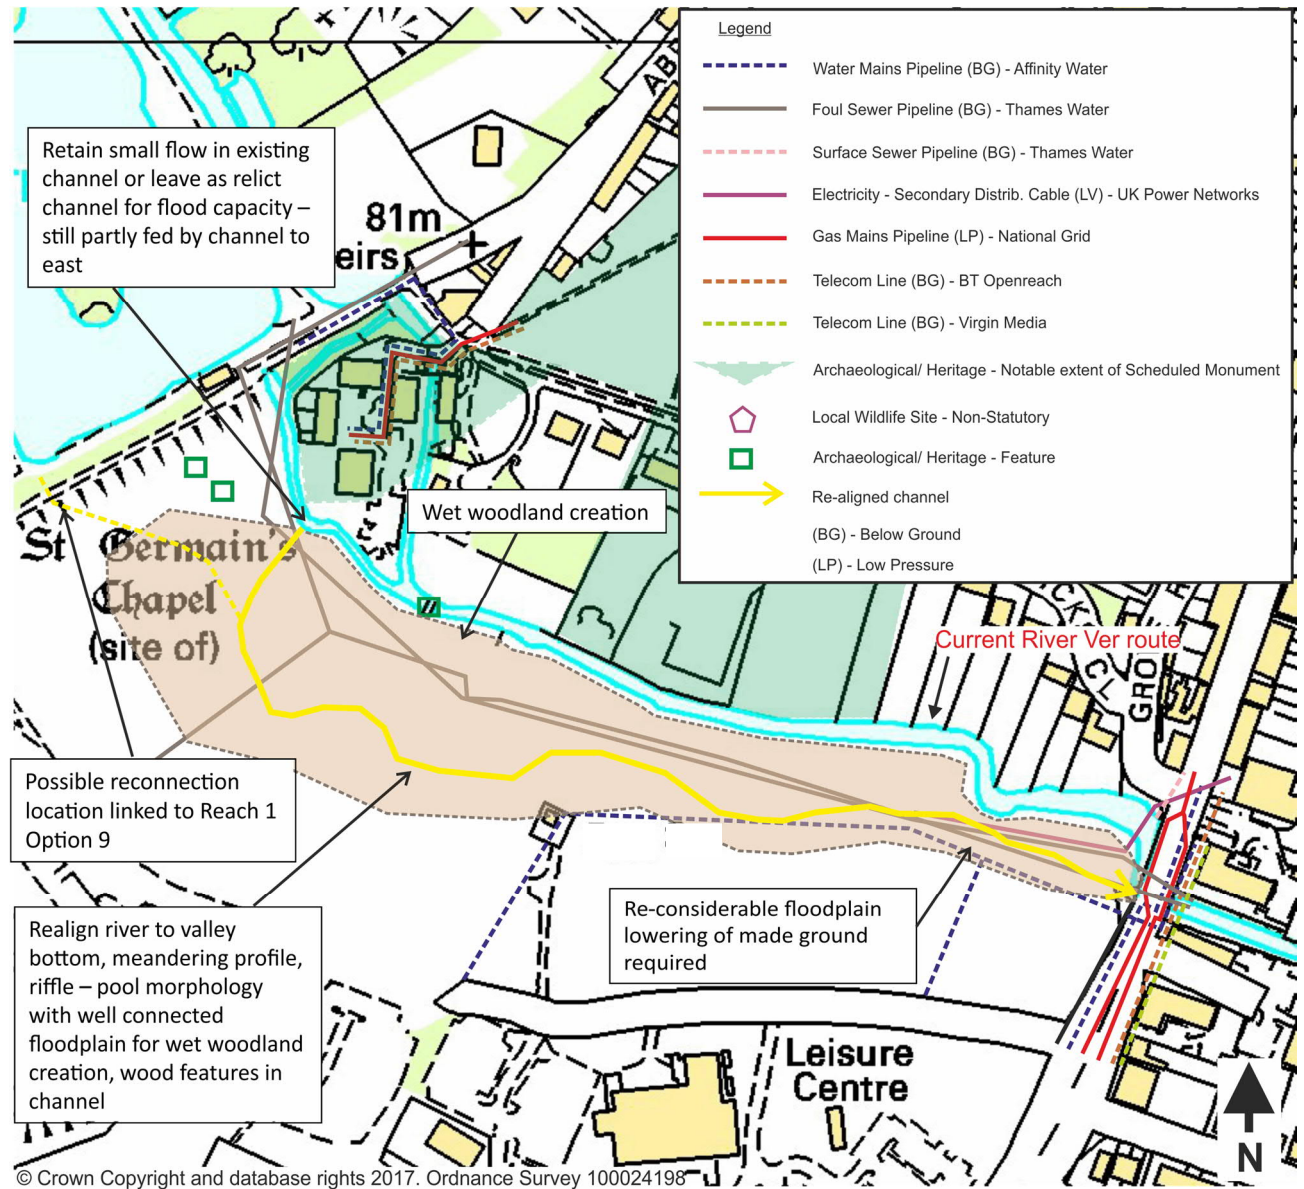 Legend
Water Mains Pipeline (BG) - Affinity Water
Foul Sewer Pipeline (BG) - Thames Water
Surface Sewer Pipeline (BG) - Thames Water
Electricity - Secondary Distrib. Cable (LV) - UK Power Networks
Gas Mains Pipeline (LP) - National Grid
Telecom Line (BG) - BT Openreach
Telecom Line (BG) - Virgin Media
Archaeological/ Heritage - Notable extent of Scheduled Monument
Local Wildlife Site - Non-Statutory
Archaeological/ Heritage - Feature
Re-aligned channel
(BG) - Below Ground
(LP) - Low Pressure
AB
Retain small flow in existing
channel or leave as relict
channel for flood capacity –
still partly fed by channel to
east
81m
eirs
Wet woodland creation
St Germain's
Chapel
(site of)
Current River Ver route
CK
CL
GRO
Possible reconnection
location linked to Reach 1
Option 9
Realign river to valley
bottom, meandering profile,
riffle – pool morphology
with well connected
floodplain for wet woodland
creation, wood features in
channel
Re-considerable floodplain
lowering of made ground
required
Leisure
Centre
N
© Crown Copyright and database rights 2017. Ordnance Survey 100024198